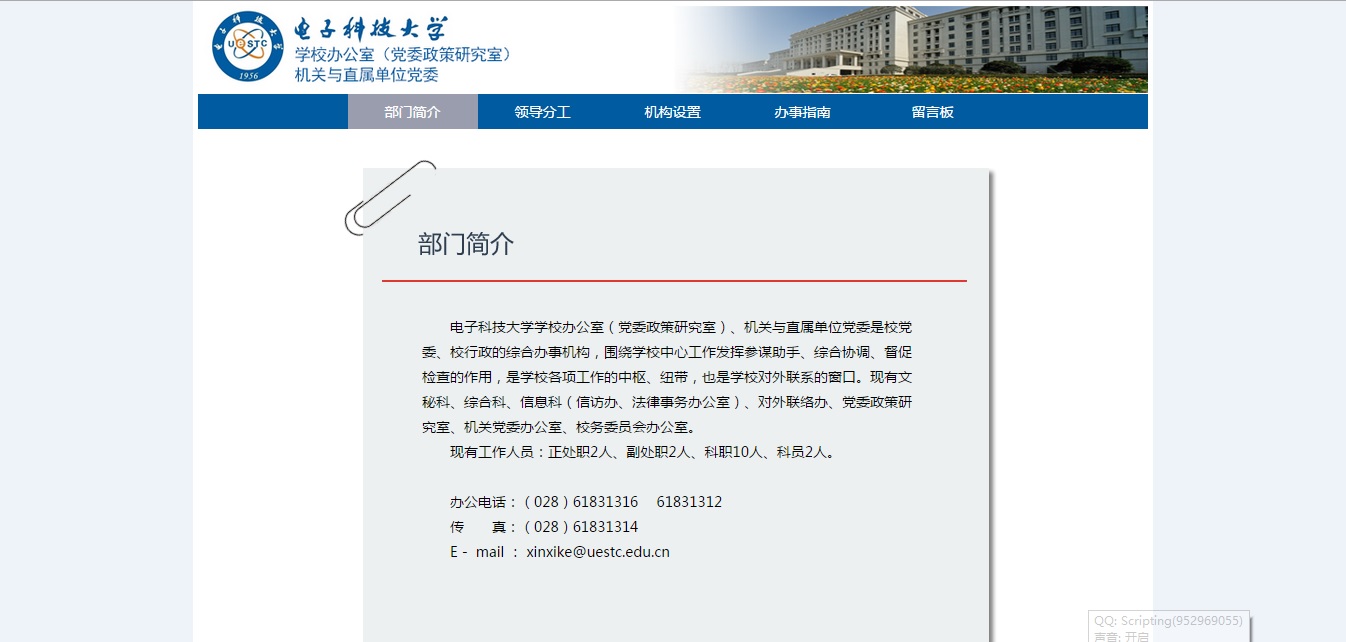 电子科技大学
UESTC
1956
电子科技大学
学校办公室（党委政策研究室）
机关与直属单位党委
部门简介 领导分工 机构设置 办事指南 留言板
部门简介
电子科技大学学校办公室（党委政策研究室）、机关与直属单位党委是校党
委、校行政的综合办事机构，围绕学校中心工作发挥参谋助手、综合协调、督促
检查的作用，是学校各项工作的中枢、纽带，也是学校对外联系的窗口。现有文
秘科、综合科、信息科（信访办、法律事务办公室）、对外联络办、党委政策研
究室、机关党委办公室、校务委员会办公室。
现有工作人员：正处职2人、副处职2人、科职10人、科员2人。
办公电话：（028）61831316 61831312
传 真：（028）61831314
E - mail ： xinxike@uestc.edu.cn
QQ: Scripting(952969055)
声音: 开启